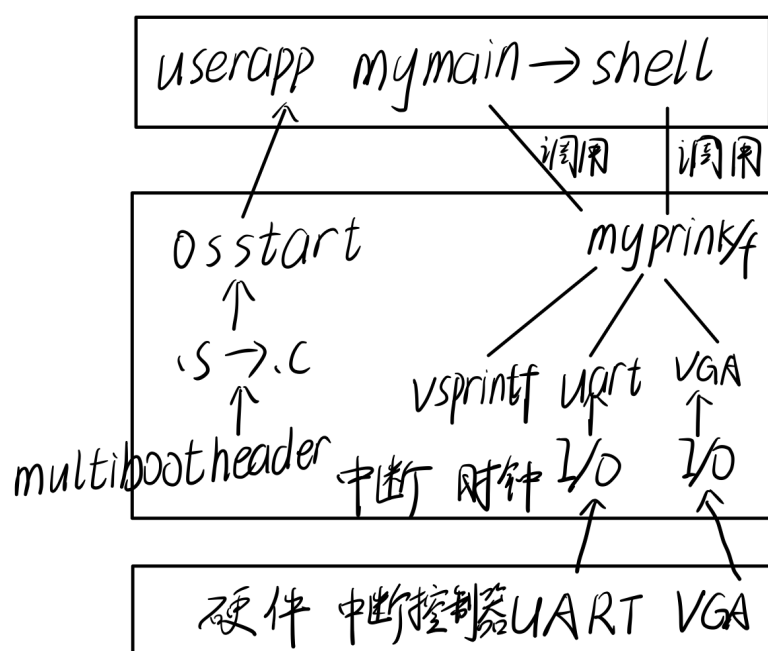 userapp mymain → shell
调用 调用
osstart myprink/f
.S → .C
vsprintf uart VGA
multibootheader 中断 时钟 I/O I/O
硬件 中断控制器 UART VGA